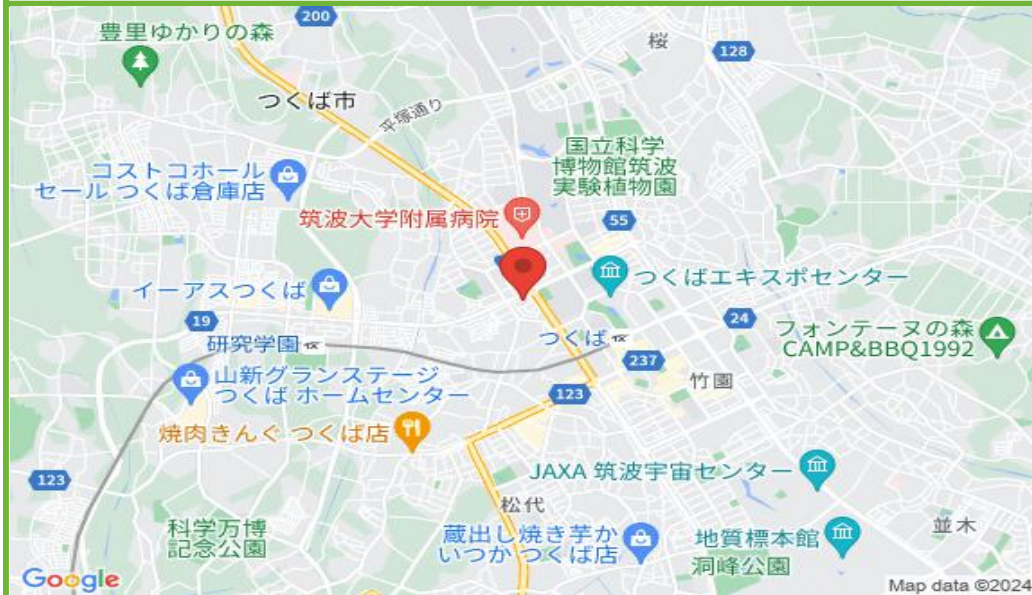 200
豊里ゆかりの森
桜
128
つくば市
平塚通り
国立科学
博物館筑波
実験植物園
コストコホール
セール つくば倉庫店
筑波大学附属病院
55
つくばエキスポセンター
イーアスつくば
19
研究学園
つくば
24
フォンテーヌの森
CAMP&BBQ1992
237
山新グランステージ
つくば ホームセンター
竹園
123
焼肉きんぐ つくば店
JAXA 筑波宇宙センター
123
松代
科学万博
記念公園
蔵出し焼き芋か
いつか つくば店
地質標本館
洞峰公園
並木
Google
Map data ©2024